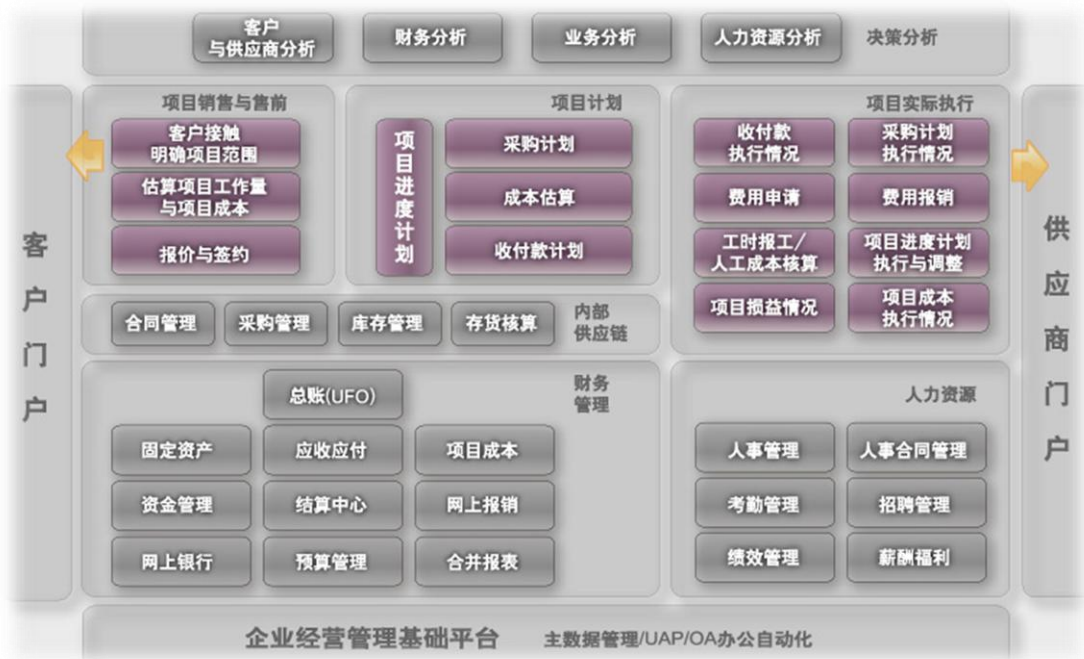 客户
与供应商分析
财务分析
业务分析
人力资源分析
决策分析
客户门户
项目销售与售前
客户接触
明确项目范围
估算项目工作量
与项目成本
报价与签约
项目计划
项目进度计划
采购计划
成本估算
收付款计划
项目实际执行
收付款
执行情况
采购计划
执行情况
费用申请
费用报销
工时报工/
人工成本核算
项目进度计划
执行与调整
项目损益情况
项目成本
执行情况
供应商门户
合同管理
采购管理
库存管理
存货核算
内部
供应链
财务
管理
总账(UFO)
固定资产
应收应付
项目成本
资金管理
结算中心
网上报销
网上银行
预算管理
合并报表
人力资源
人事管理
人事合同管理
考勤管理
招聘管理
绩效管理
薪酬福利
企业经营管理基础平台
主数据管理/UAP/OA办公自动化